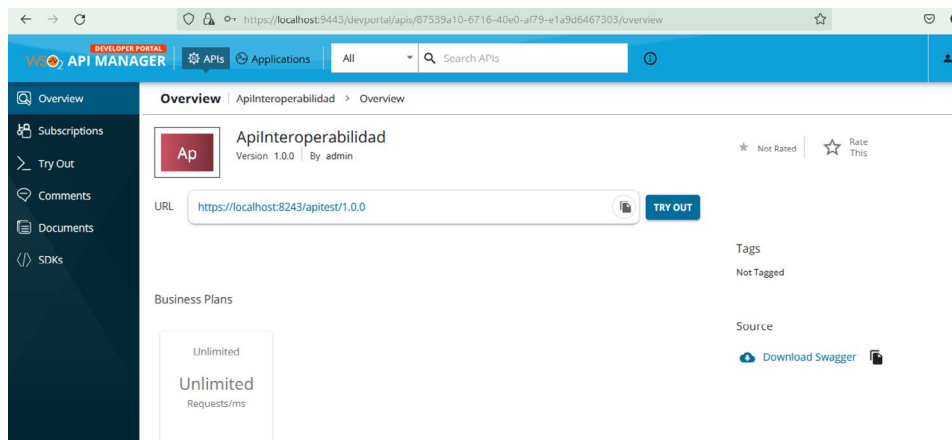 https://localhost:9443/devportal/apis/87539a10-6716-40e0-af79-e1a9d6467303/overview
DEVELOPER PORTAL
WSO2 API MANAGER
APIs
Applications
All
Search APIs
Overview
Subscriptions
Try Out
Comments
Documents
SDKs
Overview ApiInteroperabilidad > Overview
Ap
ApiInteroperabilidad
Version 1.0.0 By admin
Not Rated
Rate
This
URL https://localhost:8243/apitest/1.0.0 TRY OUT
Tags
Not Tagged
Business Plans
Unlimited
Unlimited
Requests/ms
Source
Download Swagger